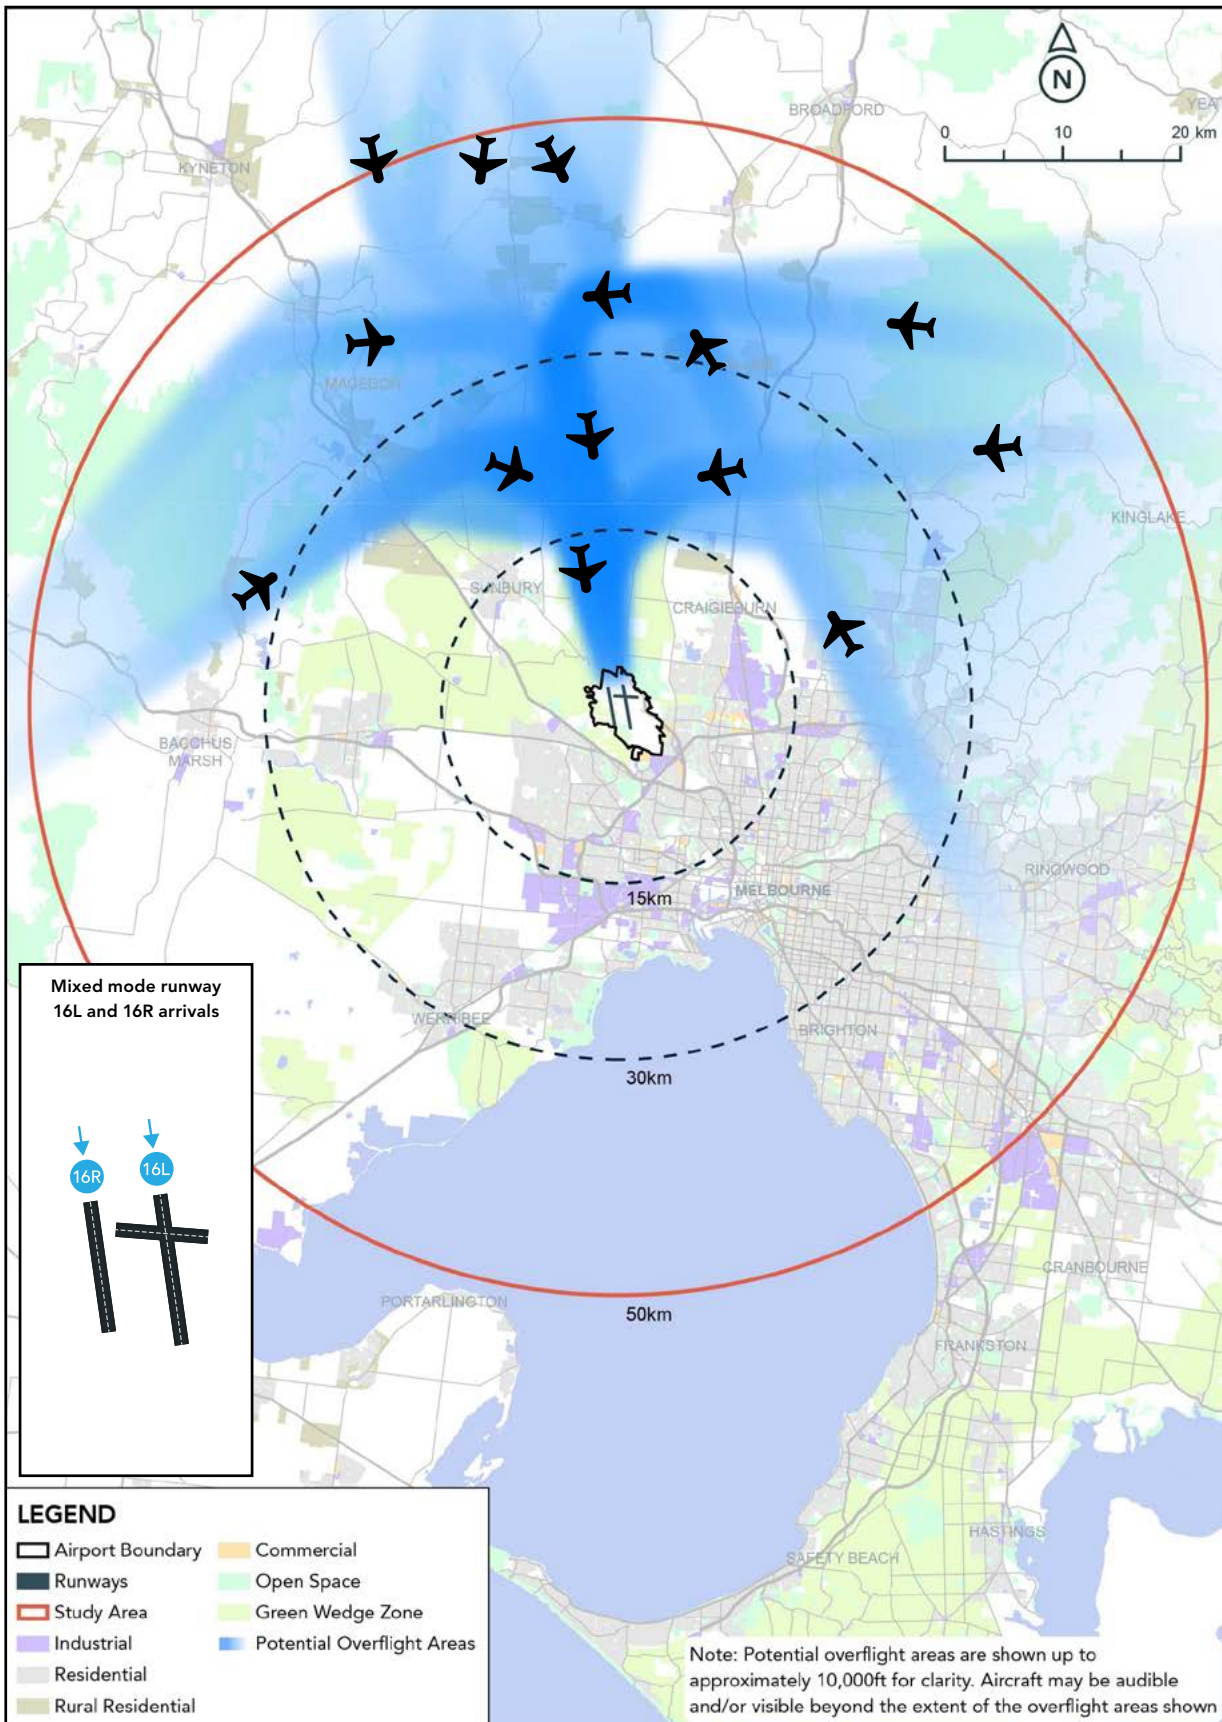 N
0 10 20 km
BROADFORD
YEA
KYNETON
MACEDON
KINGLAKE
SUNBURY
CRAIGIEBURN
BACCHUS
MARSH
RINGWOOD
MELBOURNE
15km
WERRIBEE
BRIGHTON
30km
CRANBOURNE
PORTARLINGTON
50km
FRANKSTON
HASTINGS
SAFETY BEACH
Mixed mode runway
16L and 16R arrivals
16R
16L
LEGEND
Airport Boundary
Runways
Study Area
Industrial
Residential
Rural Residential
Commercial
Open Space
Green Wedge Zone
Potential Overflight Areas
Note: Potential overflight areas are shown up to
approximately 10,000ft for clarity. Aircraft may be audible
and/or visible beyond the extent of the overflight areas shown